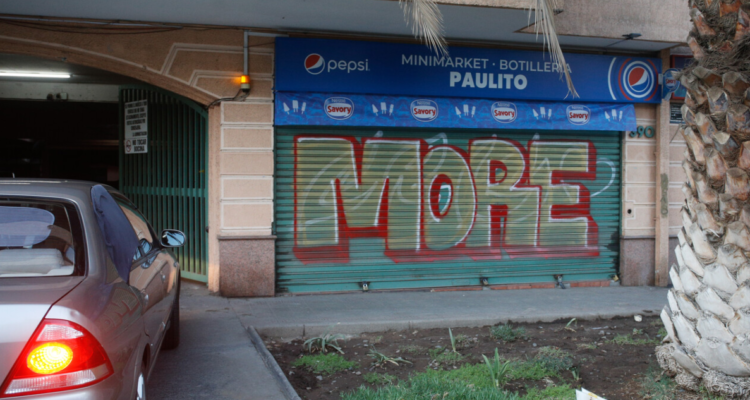 pepsi
MINIMARKET · BOTILLERIA
PAULITO
Savory
Savory
Savory
Savory
MORE